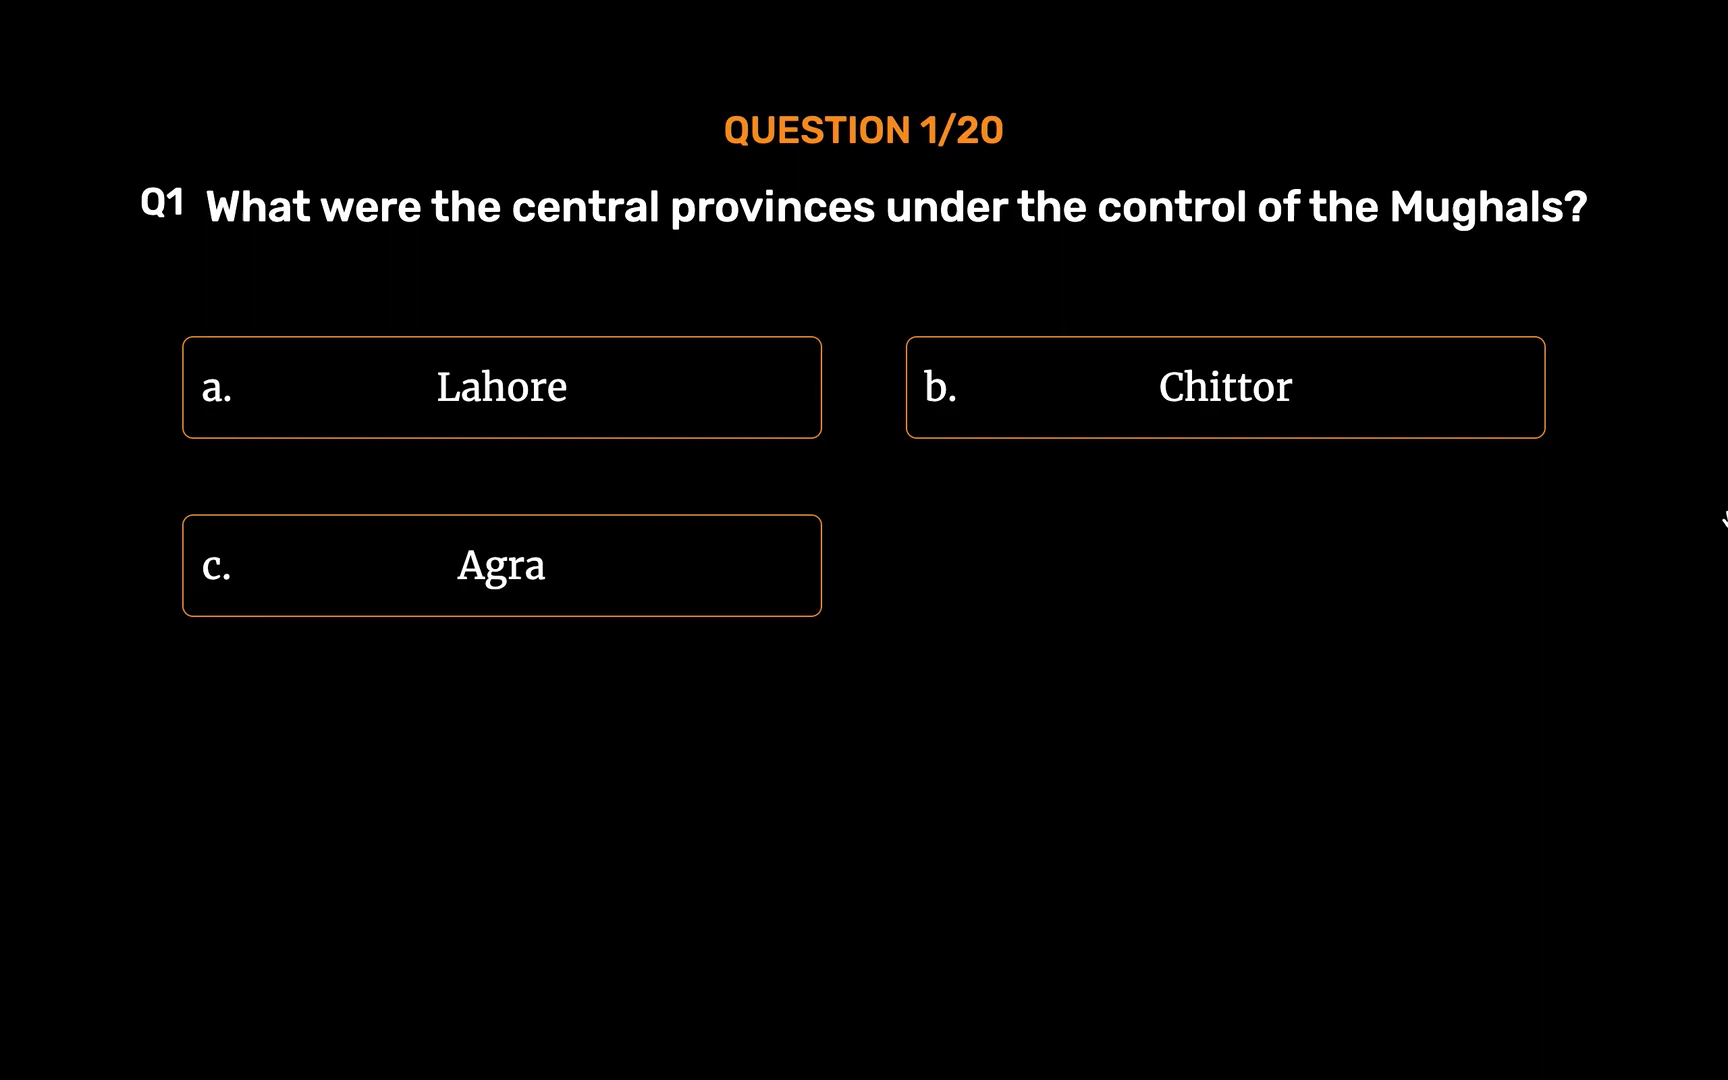 QUESTION 1/20
Q1 What were the central provinces under the control of the Mughals?
a. Lahore
b. Chittor
c. Agra